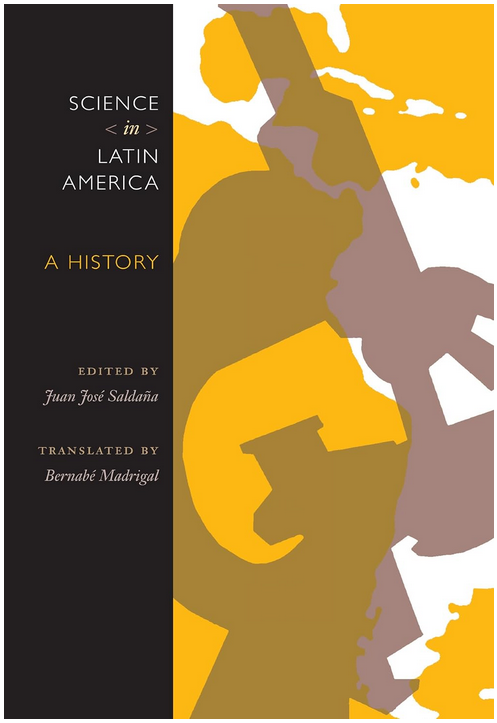 SCIENCE
< in >
LATIN
AMERICA
A HISTORY
EDITED BY
Juan José Saldaña
TRANSLATED BY
Bernabé Madrigal